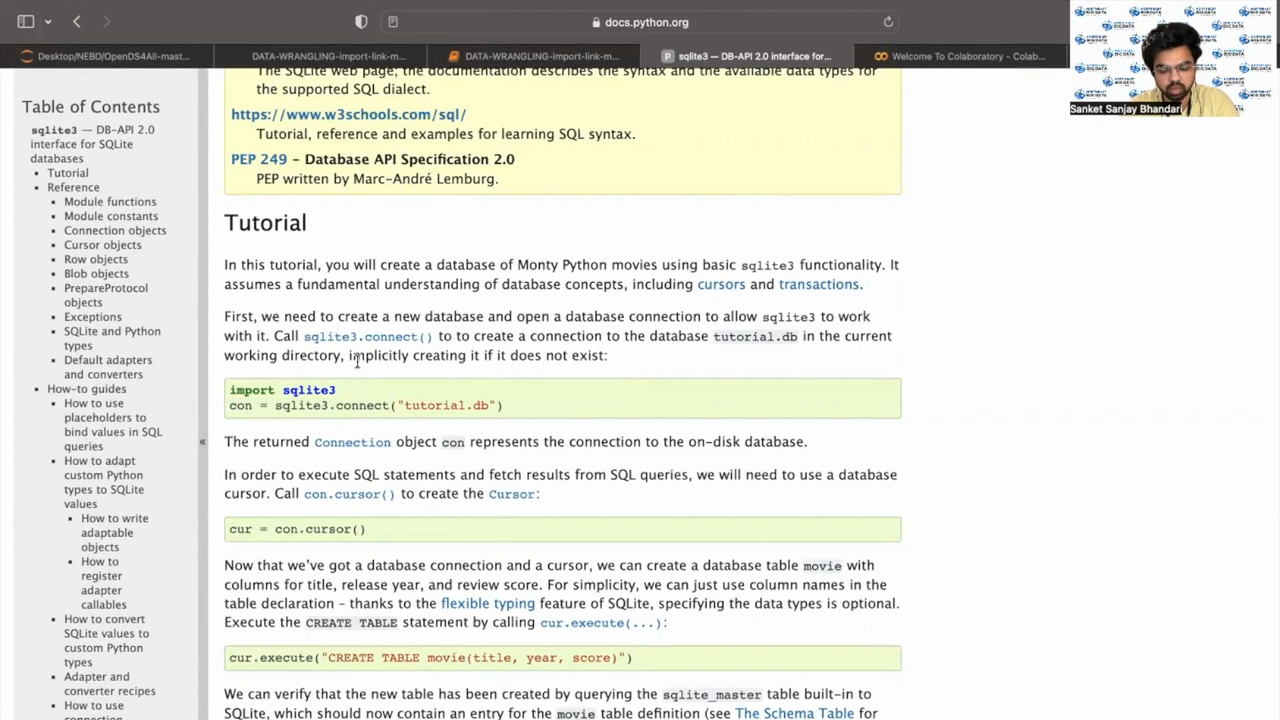 docs.python.org
Desktop/NEBD/OpenDS4All-mast...
DATA-WRANGLING-import-link-m...
DATA-WRANGLING-import-link-m...
sqlite3 — DB-API 2.0 interface for...
Welcome To Colaboratory - Colab...
Sanket Sanjay Bhandari
Table of Contents
sqlite3 — DB-API 2.0
interface for SQLite
databases
Tutorial
Reference
Module functions
Module constants
Connection objects
Cursor objects
Row objects
Blob objects
PrepareProtocol
objects
Exceptions
SQLite and Python
types
Default adapters
and converters
How-to guides
How to use
placeholders to
bind values in SQL
queries
How to adapt
custom Python
types to SQLite
values
How to write
adaptable
objects
How to
register
adapter
callables
How to convert
SQLite values to
custom Python
types
Adapter and
converter recipes
How to use
«
The SQLite web page; the documentation describes the syntax and the available data types for
the supported SQL dialect.
https://www.w3schools.com/sql/
Tutorial, reference and examples for learning SQL syntax.
PEP 249 – Database API Specification 2.0
PEP written by Marc-André Lemburg.
Tutorial
In this tutorial, you will create a database of Monty Python movies using basic sqlite3 functionality. It
assumes a fundamental understanding of database concepts, including cursors and transactions.
First, we need to create a new database and open a database connection to allow sqlite3 to work
with it. Call sqlite3.connect() to to create a connection to the database tutorial.db in the current
working directory, implicitly creating it if it does not exist:
import sqlite3
con = sqlite3.connect("tutorial.db")
The returned Connection object con represents the connection to the on-disk database.
In order to execute SQL statements and fetch results from SQL queries, we will need to use a database
cursor. Call con.cursor() to create the Cursor:
cur = con.cursor()
Now that we've got a database connection and a cursor, we can create a database table movie with
columns for title, release year, and review score. For simplicity, we can just use column names in the
table declaration – thanks to the flexible typing feature of SQLite, specifying the data types is optional.
Execute the CREATE TABLE statement by calling cur.execute(...):
cur.execute("CREATE TABLE movie(title, year, score)")
We can verify that the new table has been created by querying the sqlite_master table built-in to
SQLite, which should now contain an entry for the movie table definition (see The Schema Table for